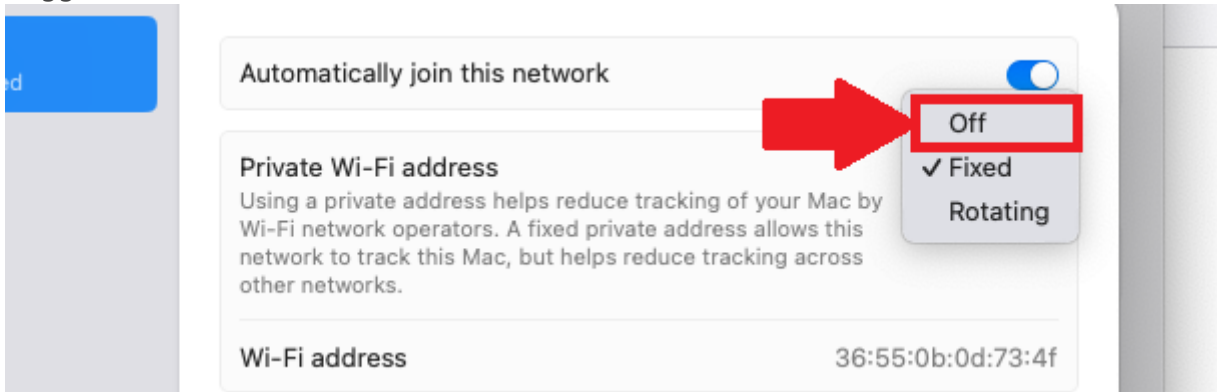 ed
Automatically join this network
Off
Private Wi-Fi address
✓ Fixed
Using a private address helps reduce tracking of your Mac by
Rotating
Wi-Fi network operators. A fixed private address allows this
network to track this Mac, but helps reduce tracking across
other networks.
Wi-Fi address
36:55:0b:0d:73:4f